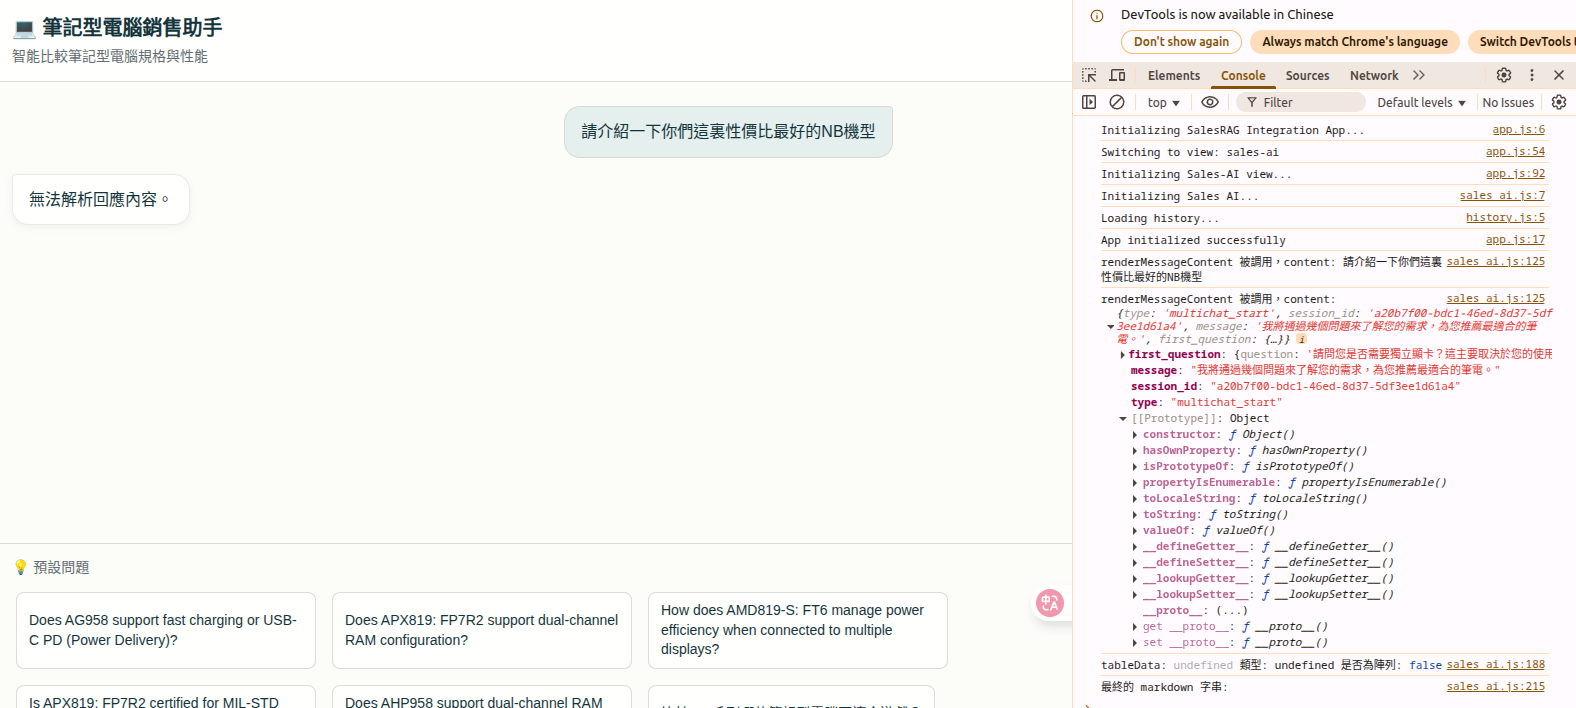 💻 筆記型電腦銷售助手
智能比較筆記型電腦規格與性能
請介紹一下你們這裏性價比最好的NB機型
無法解析回應內容。
💡 預設問題
Does AG958 support fast charging or USB-
C PD (Power Delivery)?
APX819: FP7R2 support dual-channel
Does APX819: FP7R2 support dual-channel
RAM configuration?
How does AMD819-S: FT6 manage power
efficiency when connected to multiple
displays?
Is APX819: FP7R2 certified for MIL-STD
Does AHP958 support dual-channel RAM
DevTools is now available in Chinese
Don't show again
Always match Chrome's language
Switch DevTools
Elements
Console
Sources
Network
top
Filter
Default levels
No Issues
Initializing SalesRAG Integration App... app.js:6
Switching to view: sales-ai app.js:54
Initializing Sales-AI view... app.js:92
Initializing Sales AI... sales_ai.js:7
Loading history... history.js:5
App initialized successfully app.js:17
renderMessageContent 被調用，content: 請介紹一下你們這裏 sales_ai.js:125
性價比最好的NB機型
renderMessageContent 被調用，content: sales_ai.js:125
{type: 'multichat_start', session_id: 'a20b7f00-bdc1-46ed-8d37-5df
3ee1d61a4', message: '我將通過幾個問題來了解您的需求，為您推薦最適合的筆
電。', first_question: {…}} i
first_question: {question: '請問您是否需要獨立顯卡？這主要取決於您的使用
message: "我將通過幾個問題來了解您的需求，為您推薦最適合的筆電。"
session_id: "a20b7f00-bdc1-46ed-8d37-5df3ee1d61a4"
type: "multichat_start"
[[Prototype]]: Object
constructor: ƒ Object()
hasOwnProperty: ƒ hasOwnProperty()
isPrototypeOf: ƒ isPrototypeOf()
propertyIsEnumerable: ƒ propertyIsEnumerable()
toLocaleString: ƒ toLocaleString()
toString: ƒ toString()
valueOf: ƒ valueOf()
__defineGetter__: ƒ __defineGetter__()
__defineSetter__: ƒ __defineSetter__()
__lookupGetter__: ƒ __lookupGetter__()
__lookupSetter__: ƒ __lookupSetter__()
__proto__: (...)
get __proto__: ƒ __proto__()
set __proto__: ƒ __proto__()
tableData: undefined 類型: undefined 是否為陣列: false sales_ai.js:188
最終的 markdown 字串: sales_ai.js:215